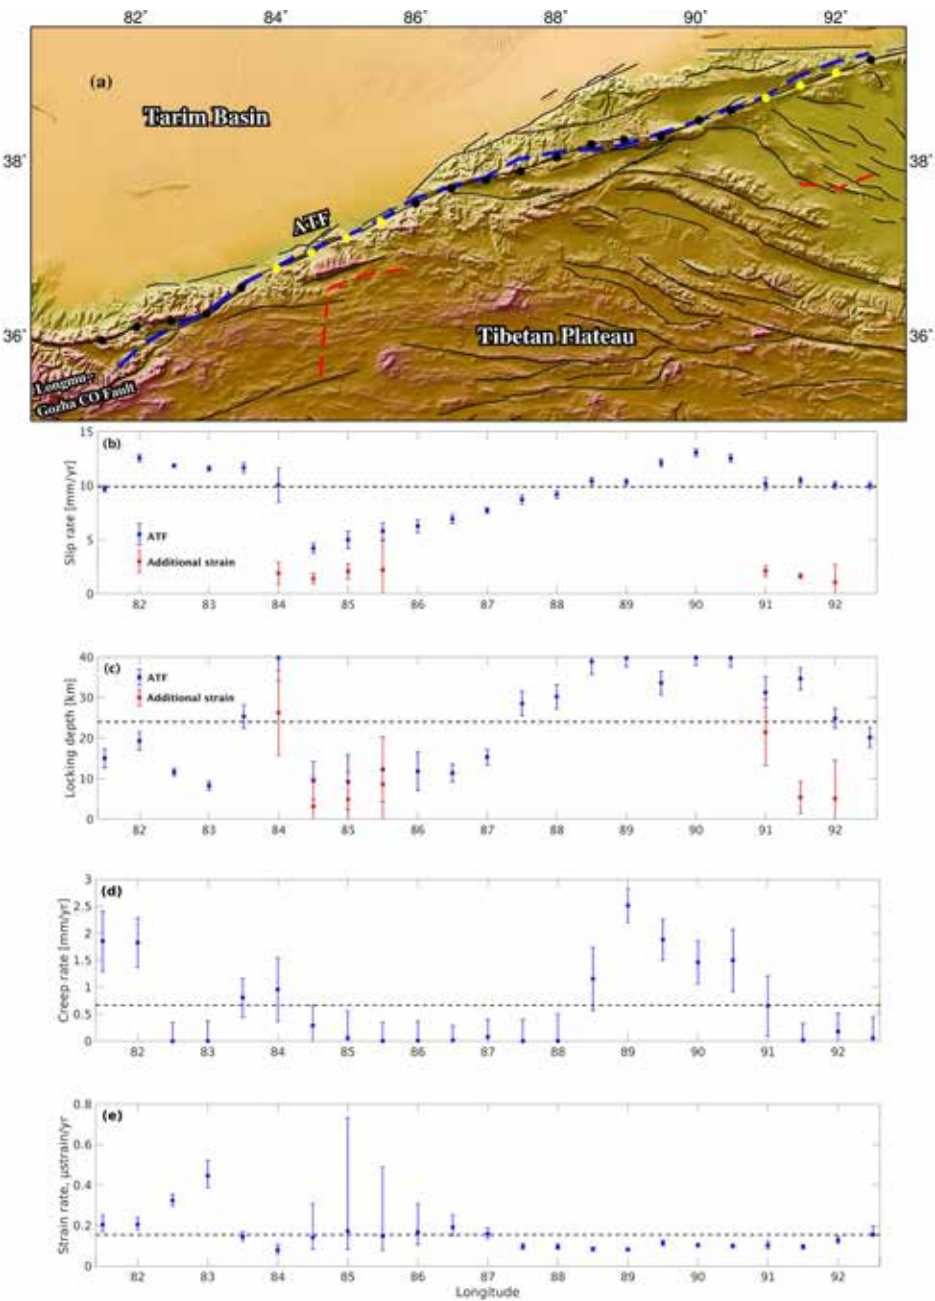 82° 84° 86° 88° 90° 92°
(a)
Tarim Basin
38° 38°
ATF
36° 36°
Tibetan Plateau
Longmu-
Gozha CO Fault
(b)
Slip rate [mm/yr]
15
10
5
0
ATF
Additional strain
82 83 84 85 86 87 88 89 90 91 92
(c)
Locking depth [km]
40
30
20
10
0
ATF
Additional strain
82 83 84 85 86 87 88 89 90 91 92
(d)
Creep rate [mm/yr]
3
2.5
2
1.5
1
0.5
0
82 83 84 85 86 87 88 89 90 91 92
(e)
Strain rate, μstrain/yr
0.8
0.6
0.4
0.2
0
82 83 84 85 86 87 88 89 90 91 92
Longitude